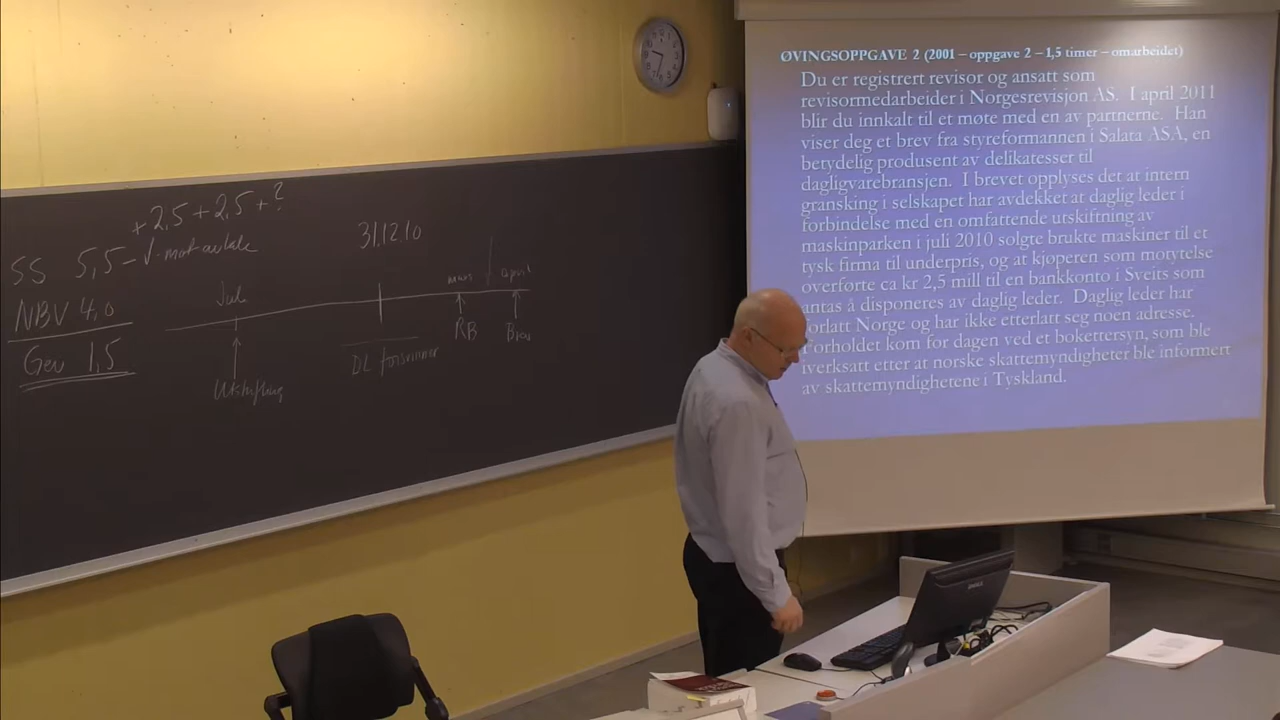 +2,5 + 2,5 + ?
SS 5,5 - √ mot avtale
NBV 4,0
Gev 1,5
31.12.10
Juli
mars
april
RB
Brev
DL forsvinner
Utskifting
ØVINGSOPPGAVE 2 (2001 – oppgave 2 – 1,5 timer – omarbeidet)
Du er registrert revisor og ansatt som
revisormedarbeider i Norgesrevisjon AS. I april 2011
blir du innkalt til et møte med en av partnerne. Han
viser deg et brev fra styreformannen i Salata ASA, en
betydelig produsent av delikatesser til
dagligvarebransjen. I brevet opplyses det at intern
gransking i selskapet har avdekket at daglig leder i
forbindelse med en omfattende utskiftning av
maskinparken i juli 2010 solgte brukte maskiner til et
tysk firma til underpris, og at kjøperen som motytelse
overførte ca kr 2,5 mill til en bankkonto i Sveits som
antas å disponeres av daglig leder. Daglig leder har
forlatt Norge og har ikke etterlatt seg noen adresse.
Forholdet kom for dagen ved et bokettersyn, som ble
iverksatt etter at norske skattemyndigheter ble informert
av skattemyndighetene i Tyskland.